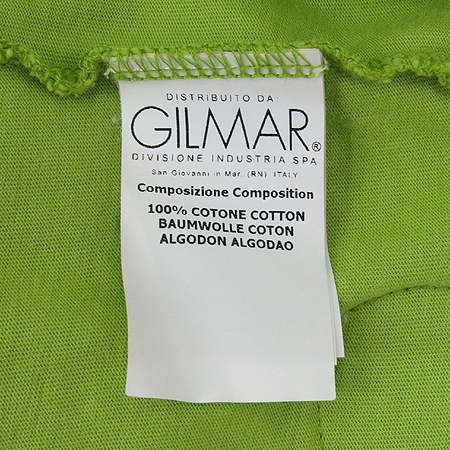 DISTRIBUITO DA
GILMAR®
DIVISIONE INDUSTRIA SPA
San Giovanni in Mar. (RN) ITALY
Composizione Composition
100% COTONE COTTON
BAUMWOLLE COTON
ALGODON ALGODAO